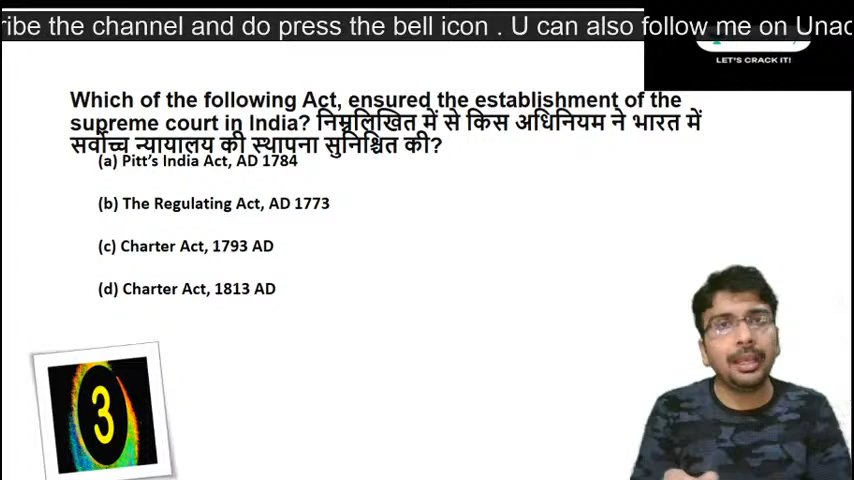 ribe the channel and do press the bell icon . U can also follow me on Unac
LET'S CRACK IT!
Which of the following Act, ensured the establishment of the
supreme court in India? निम्नलिखित में से किस अधिनियम ने भारत में
सर्वोच्च न्यायालय की स्थापना सुनिश्चित की?
(a) Pitt's India Act, AD 1784
(b) The Regulating Act, AD 1773
(c) Charter Act, 1793 AD
(d) Charter Act, 1813 AD
3